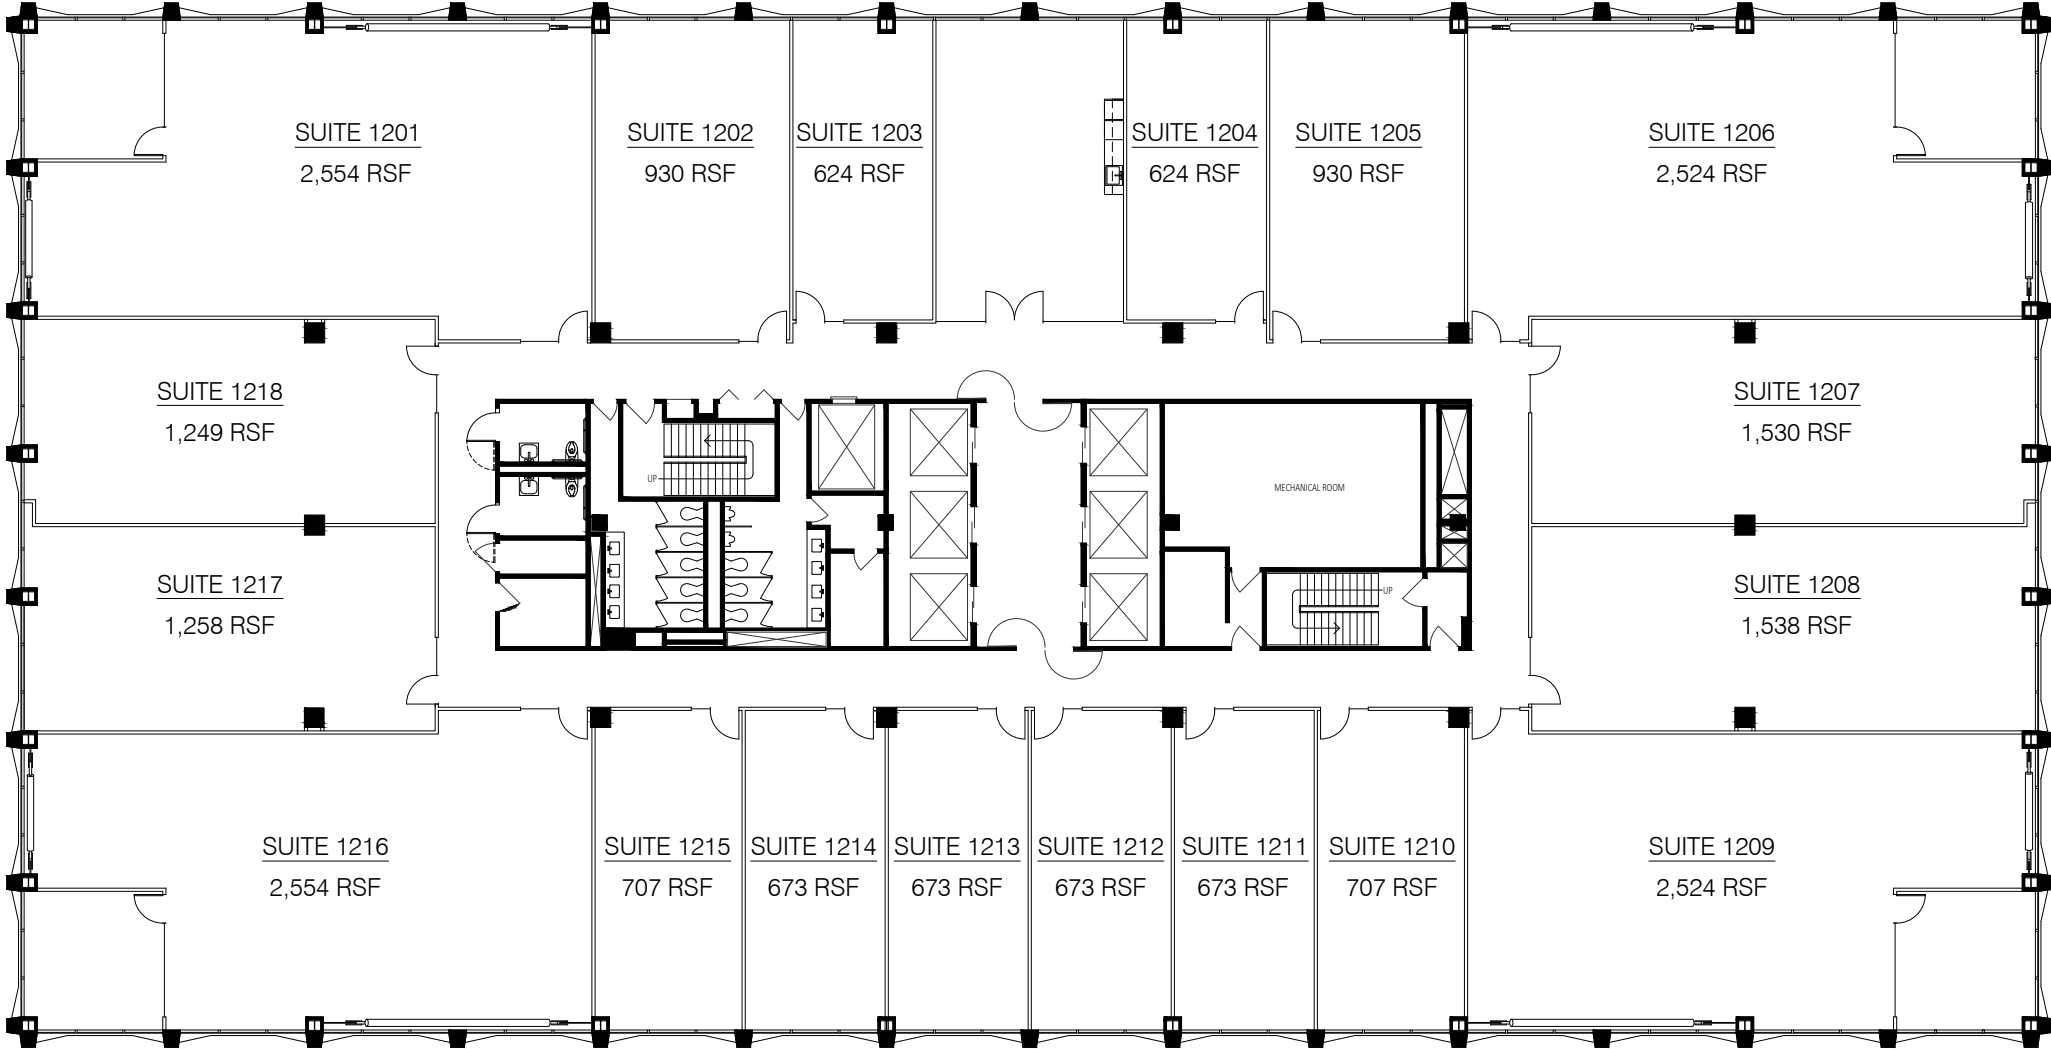 SUITE 1201
2,554 RSF
SUITE 1202
930 RSF
SUITE 1203
624 RSF
SUITE 1204
624 RSF
SUITE 1205
930 RSF
SUITE 1206
2,524 RSF
SUITE 1218
1,249 RSF
SUITE 1207
1,530 RSF
UP
MECHANICAL ROOM
SUITE 1217
1,258 RSF
UP
SUITE 1208
1,538 RSF
SUITE 1216
2,554 RSF
SUITE 1215
707 RSF
SUITE 1214
673 RSF
SUITE 1213
673 RSF
SUITE 1212
673 RSF
SUITE 1211
673 RSF
SUITE 1210
707 RSF
SUITE 1209
2,524 RSF